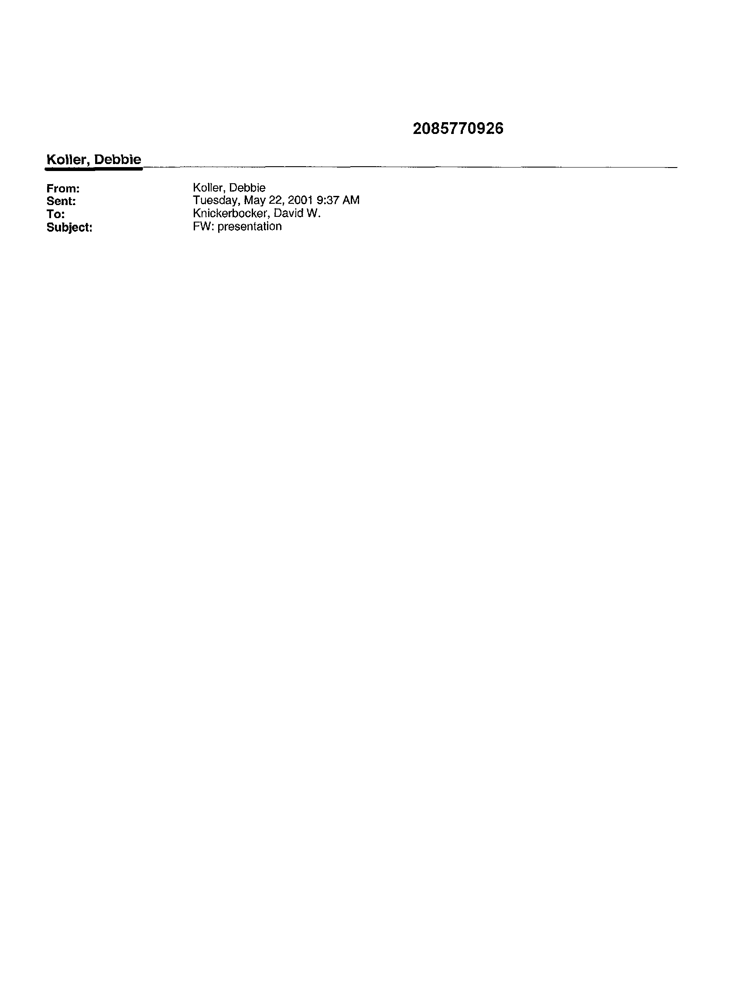 2085770926
Koller, Debbie
From: Koller, Debbie
Sent: Tuesday, May 22, 2001 9:37 AM
To: Knickerbocker, David W.
Subject: FW: presentation